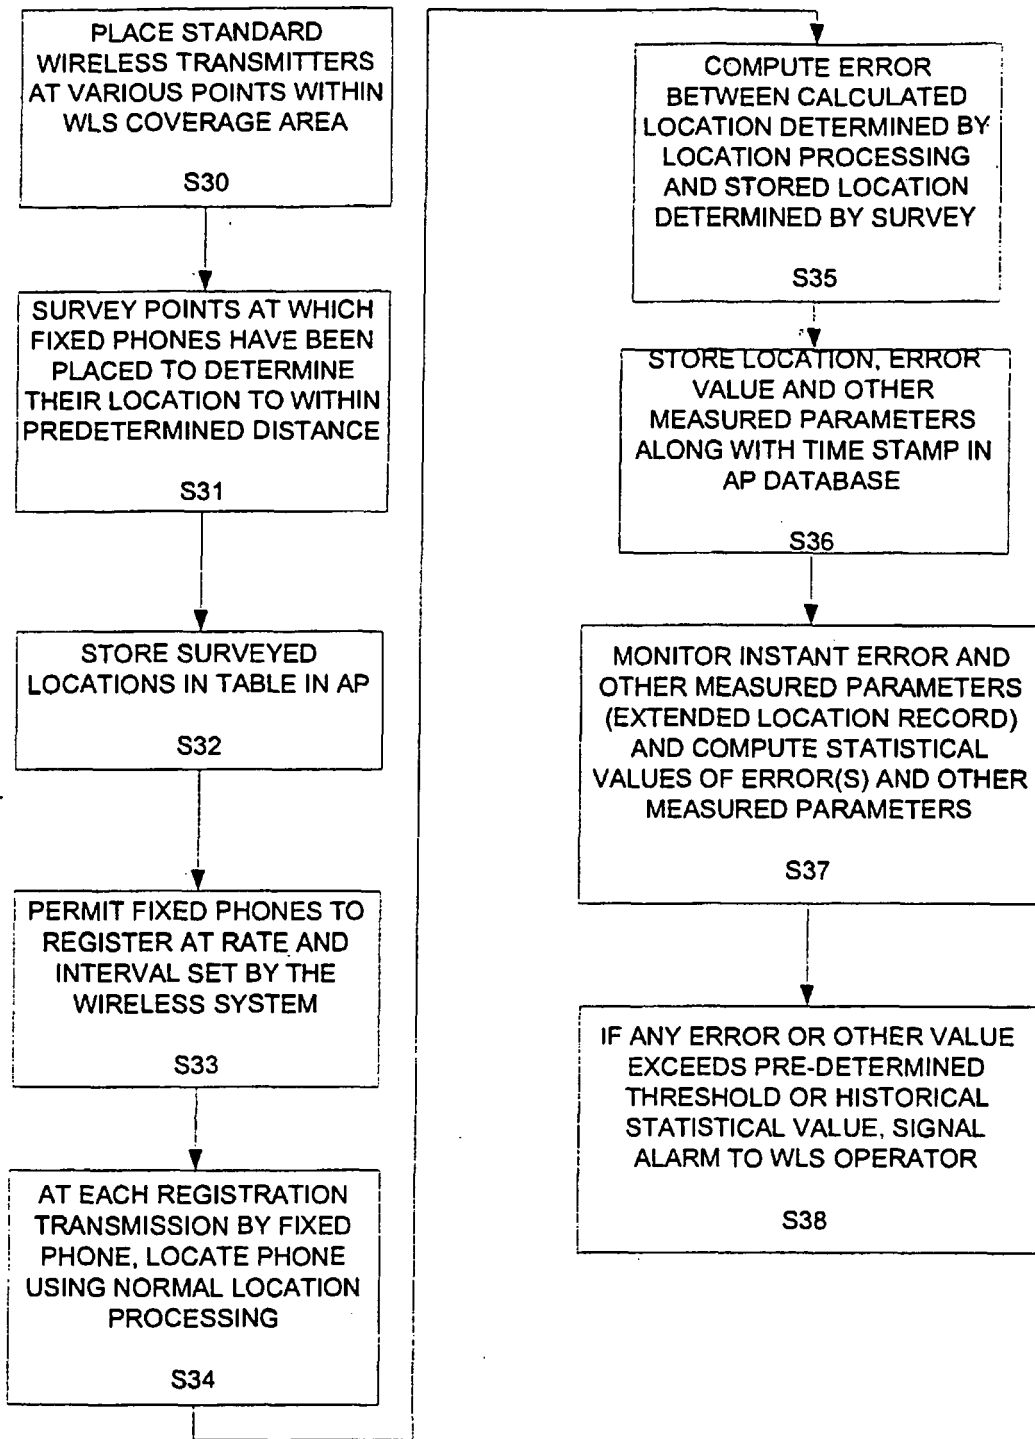 PLACE STANDARD
WIRELESS TRANSMITTERS
AT VARIOUS POINTS WITHIN
WLS COVERAGE AREA
S30
SURVEY POINTS AT WHICH
FIXED PHONES HAVE BEEN
PLACED TO DETERMINE
THEIR LOCATION TO WITHIN
PREDETERMINED DISTANCE
S31
STORE SURVEYED
LOCATIONS IN TABLE IN AP
S32
PERMIT FIXED PHONES TO
REGISTER AT RATE AND
INTERVAL SET BY THE
WIRELESS SYSTEM
S33
AT EACH REGISTRATION
TRANSMISSION BY FIXED
PHONE, LOCATE PHONE
USING NORMAL LOCATION
PROCESSING
S34
COMPUTE ERROR
BETWEEN CALCULATED
LOCATION DETERMINED BY
LOCATION PROCESSING
AND STORED LOCATION
DETERMINED BY SURVEY
S35
STORE LOCATION, ERROR
VALUE AND OTHER
MEASURED PARAMETERS
ALONG WITH TIME STAMP IN
AP DATABASE
S36
MONITOR INSTANT ERROR AND
OTHER MEASURED PARAMETERS
(EXTENDED LOCATION RECORD)
AND COMPUTE STATISTICAL
VALUES OF ERROR(S) AND OTHER
MEASURED PARAMETERS
S37
IF ANY ERROR OR OTHER VALUE
EXCEEDS PRE-DETERMINED
THRESHOLD OR HISTORICAL
STATISTICAL VALUE, SIGNAL
ALARM TO WLS OPERATOR
S38